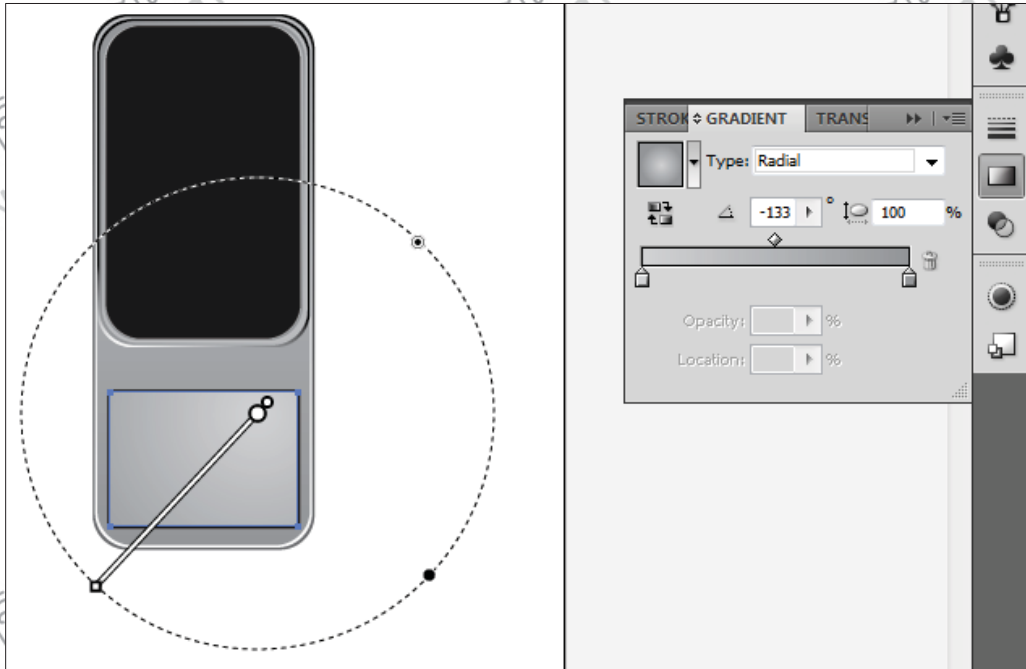 STROK GRADIENT TRANS
Type: Radial
-133 ° 100 %
Opacity: %
Location: %